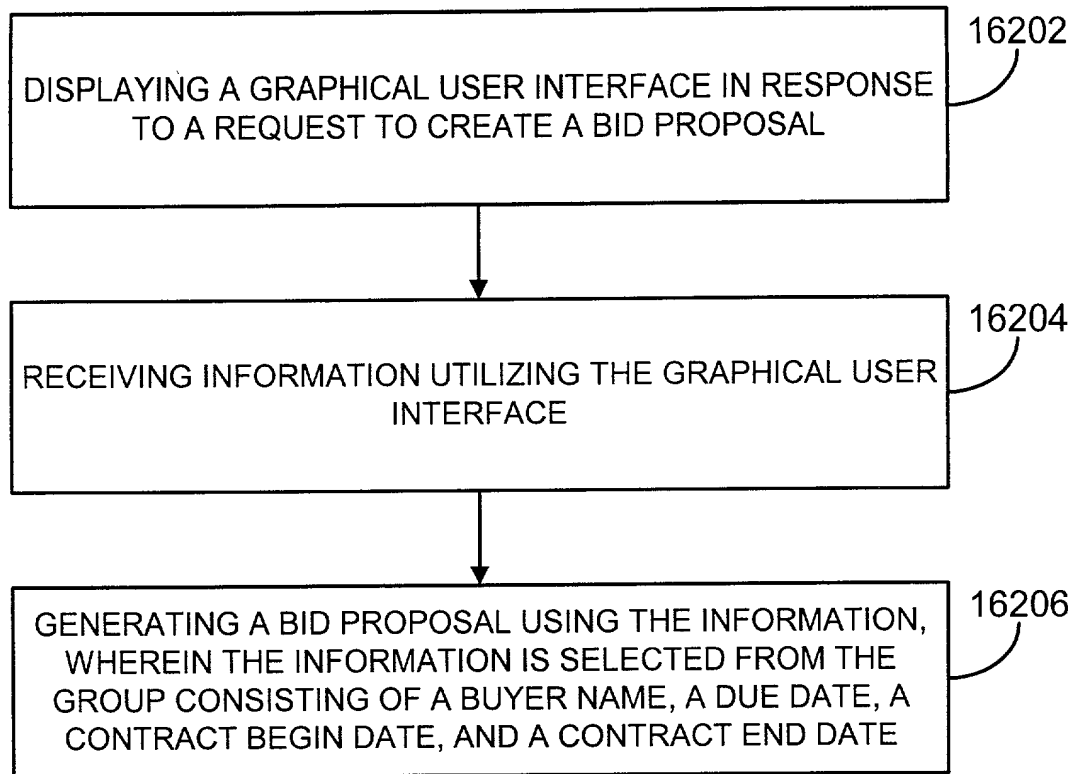 16202
DISPLAYING A GRAPHICAL USER INTERFACE IN RESPONSE
TO A REQUEST TO CREATE A BID PROPOSAL
16204
RECEIVING INFORMATION UTILIZING THE GRAPHICAL USER
INTERFACE
16206
GENERATING A BID PROPOSAL USING THE INFORMATION,
WHEREIN THE INFORMATION IS SELECTED FROM THE
GROUP CONSISTING OF A BUYER NAME, A DUE DATE, A
CONTRACT BEGIN DATE, AND A CONTRACT END DATE